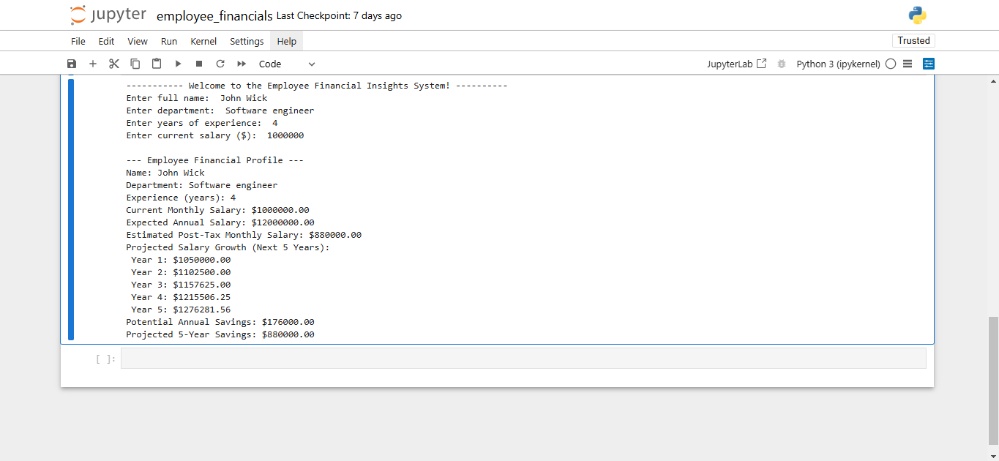 jupyter employee_financials Last Checkpoint: 7 days ago
File Edit View Run Kernel Settings Help Trusted
Code JupyterLab Python 3 (ipykernel)
----------- Welcome to the Employee Financial Insights System! ----------
Enter full name:  John Wick
Enter department:  Software engineer
Enter years of experience:  4
Enter current salary ($):  1000000
--- Employee Financial Profile ---
Name: John Wick
Department: Software engineer
Experience (years): 4
Current Monthly Salary: $1000000.00
Expected Annual Salary: $12000000.00
Estimated Post-Tax Monthly Salary: $880000.00
Projected Salary Growth (Next 5 Years):
Year 1: $1050000.00
Year 2: $1102500.00
Year 3: $1157625.00
Year 4: $1215506.25
Year 5: $1276281.56
Potential Annual Savings: $176000.00
Projected 5-Year Savings: $880000.00
[ ]: